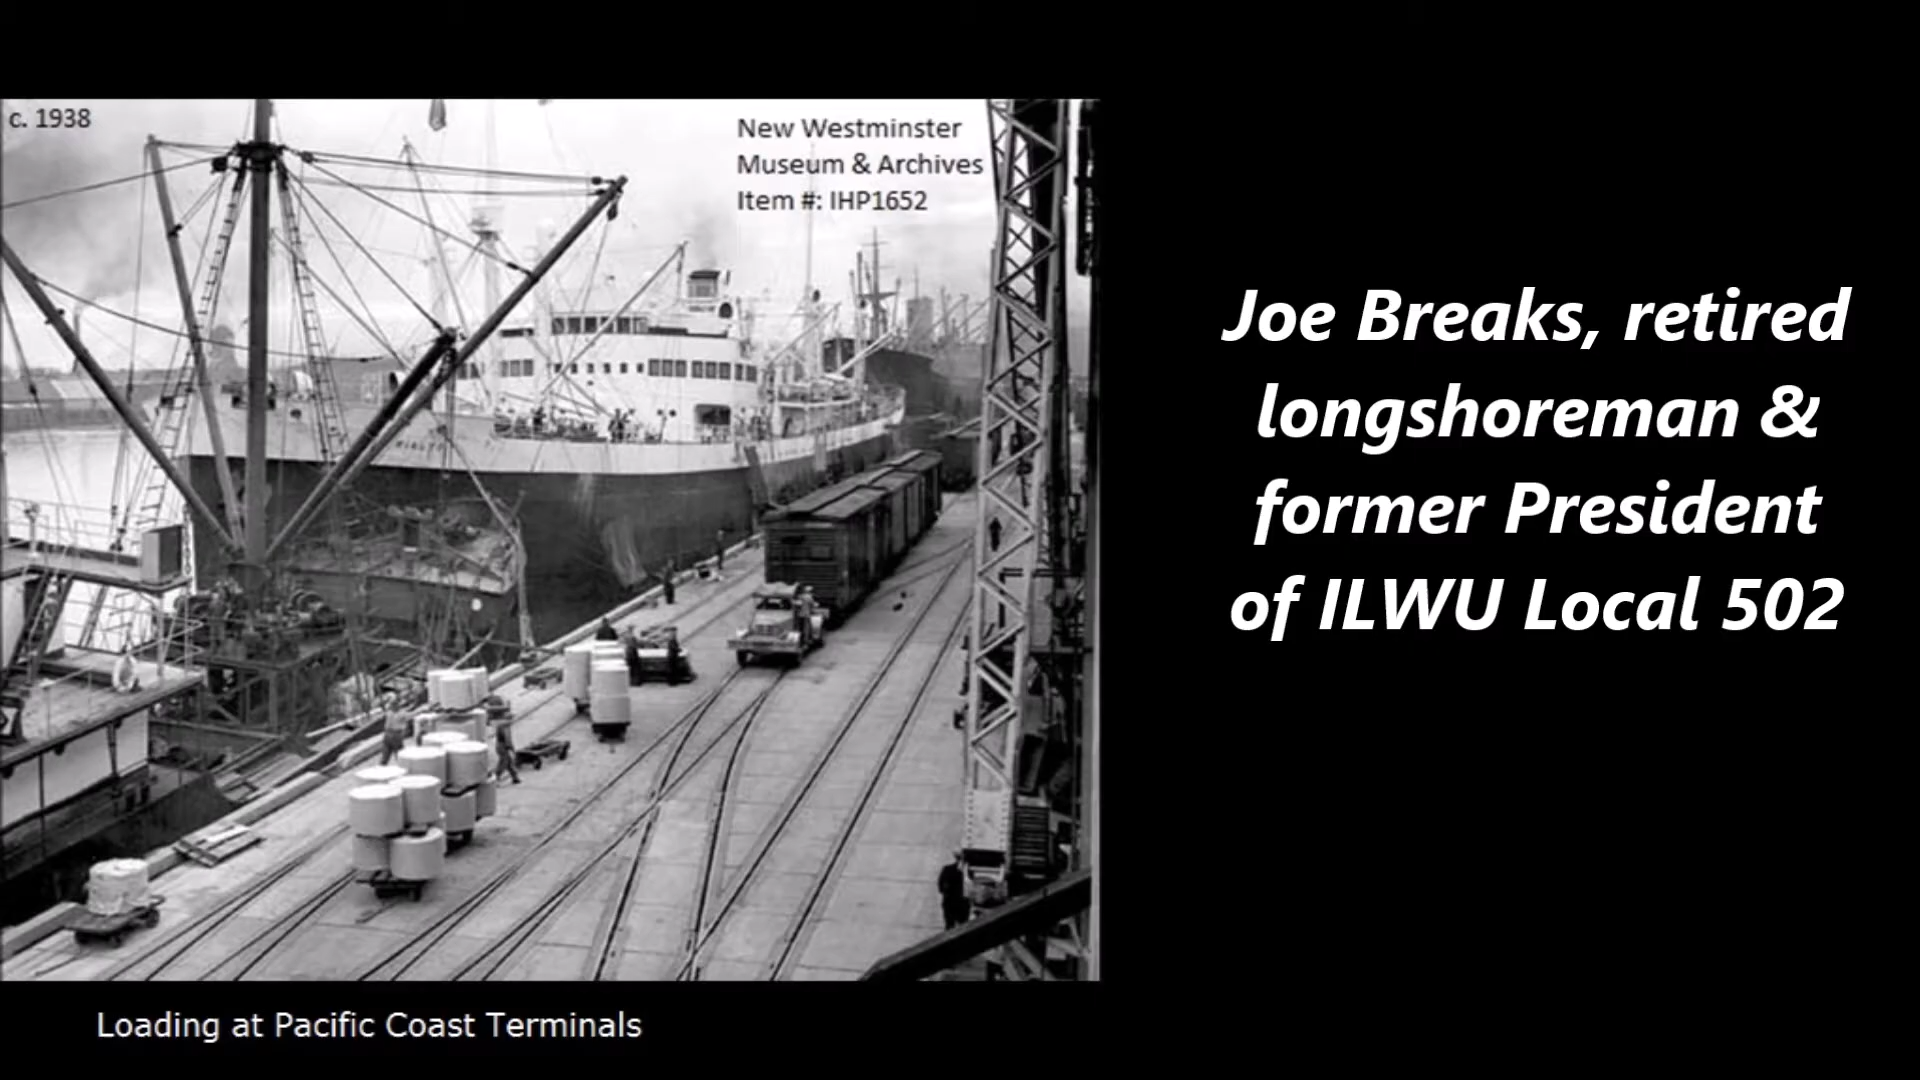 c. 1938
New Westminster
Museum & Archives
Item #: IHP1652
Joe Breaks, retired
longshoreman &
former President
of ILWU Local 502
Loading at Pacific Coast Terminals